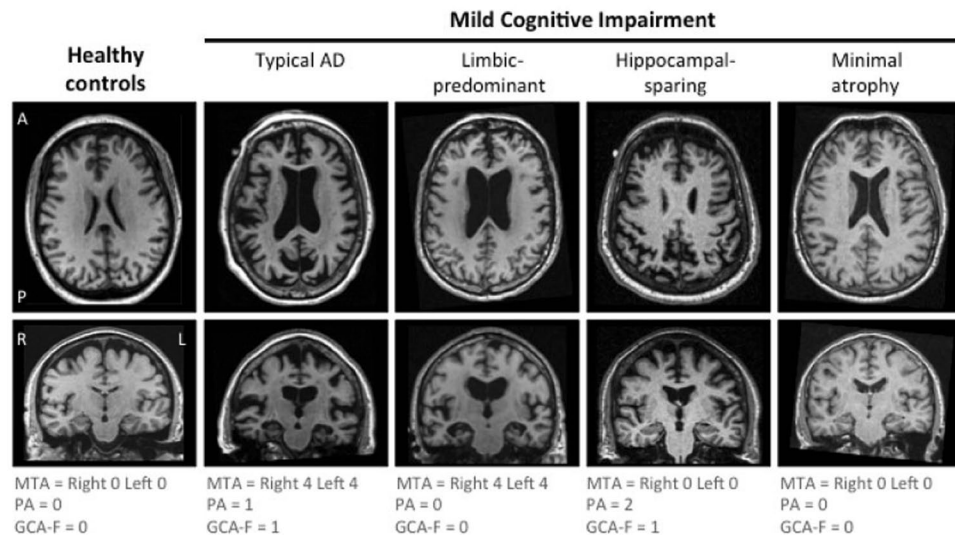 Mild Cognitive Impairment
Healthy
controls
Typical AD
Limbic-
predominant
Hippocampal-
sparing
Minimal
atrophy
A
P
R L
MTA = Right 0 Left 0
PA = 0
GCA-F = 0
MTA = Right 4 Left 4
PA = 1
GCA-F = 1
MTA = Right 4 Left 4
PA = 0
GCA-F = 0
MTA = Right 0 Left 0
PA = 2
GCA-F = 1
MTA = Right 0 Left 0
PA = 0
GCA-F = 0